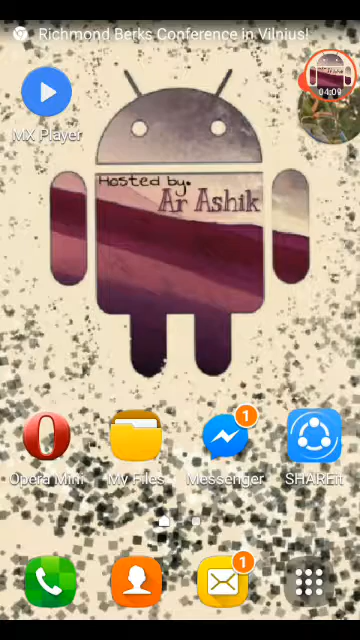 Richmond Berks Conference in Vilnius!
04:09
MX Player
Hosted by.
Ar Ashik
1
Opera Mini My Files Messenger SHAREit
1